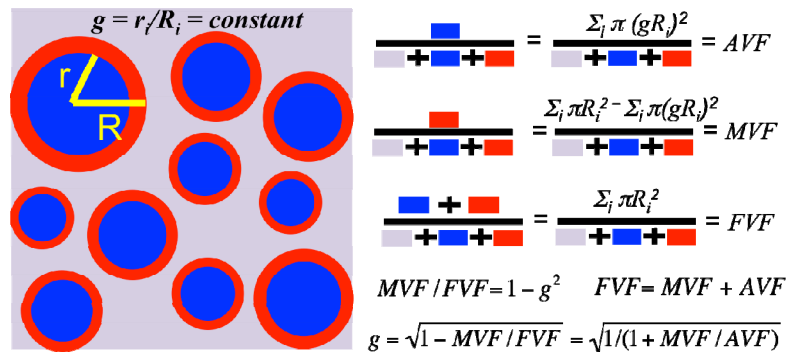 g = rᵢ/Rᵢ = constant
r
R
= Σᵢ π (gRᵢ)² / + + = AVF
+ + = Σᵢ πRᵢ² − Σᵢ π(gRᵢ)² / + + = MVF
+ / + + = Σᵢ πRᵢ² / + + = FVF
MVF/FVF=1−g² FVF= MVF + AVF
g = √1−MVF/FVF = √1/(1+MVF/AVF)